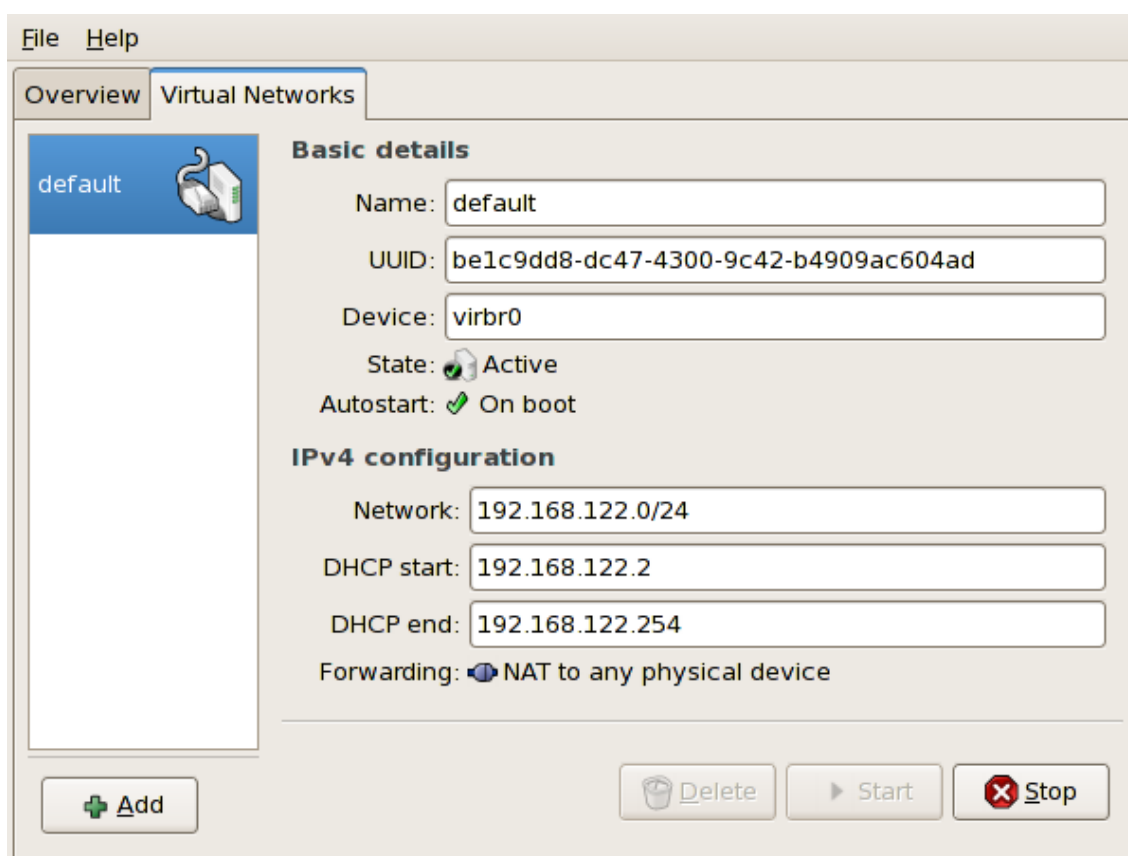 File Help
Overview Virtual Networks
default
Basic details
Name: default
UUID: be1c9dd8-dc47-4300-9c42-b4909ac604ad
Device: virbr0
State: Active
Autostart: On boot
IPv4 configuration
Network: 192.168.122.0/24
DHCP start: 192.168.122.2
DHCP end: 192.168.122.254
Forwarding: NAT to any physical device
Add Delete Start Stop